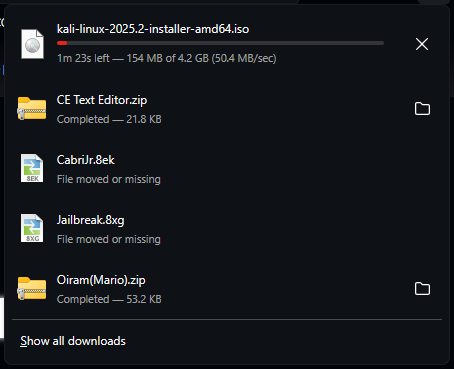 kali-linux-2025.2-installer-amd64.iso
1m 23s left — 154 MB of 4.2 GB (50.4 MB/sec)
CE Text Editor.zip
Completed — 21.8 KB
CabriJr.8ek
File moved or missing
8EK
Jailbreak.8xg
File moved or missing
8XG
Oiram(Mario).zip
Completed — 53.2 KB
Show all downloads